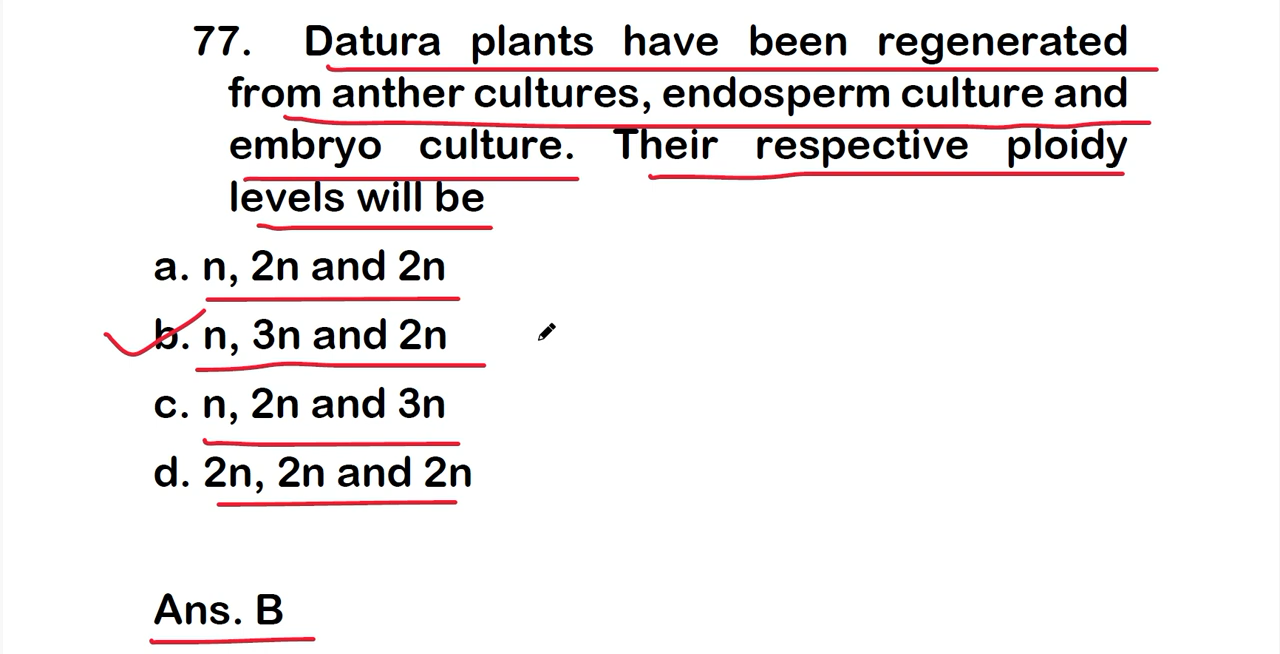 77. Datura plants have been regenerated
from anther cultures, endosperm culture and
embryo culture. Their respective ploidy
levels will be
a. n, 2n and 2n
b. n, 3n and 2n
c. n, 2n and 3n
d. 2n, 2n and 2n
Ans. B